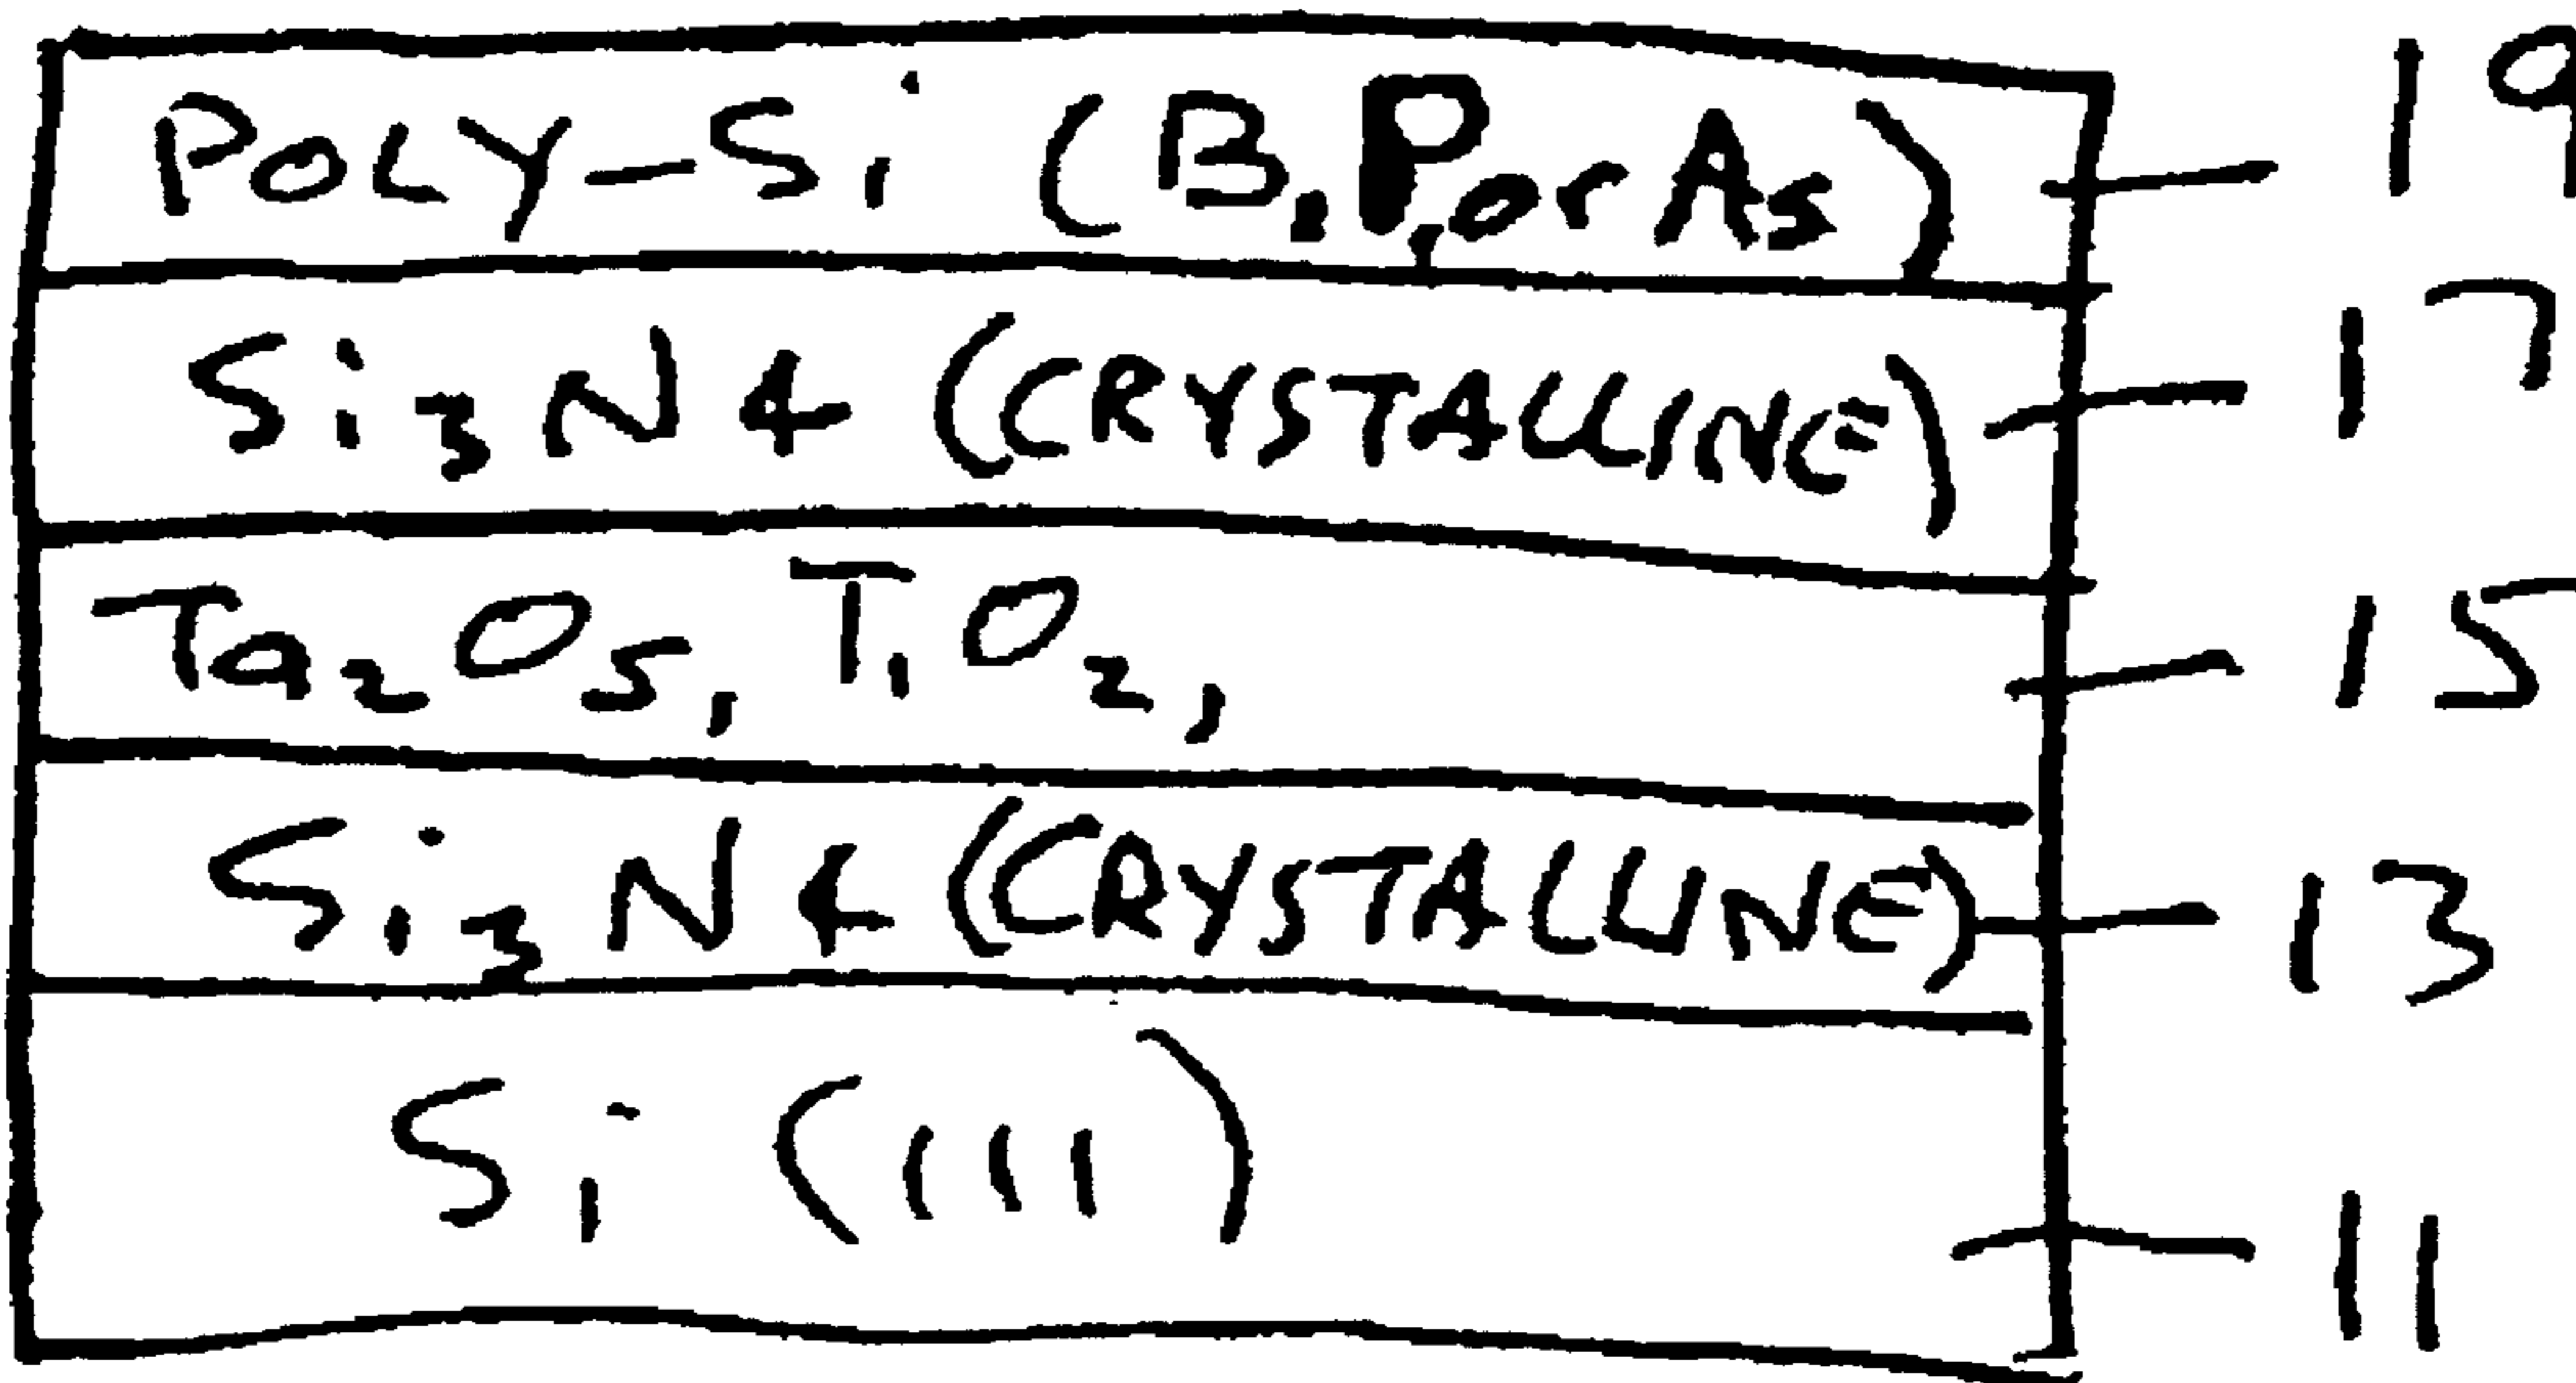 POLY-Si (B, P, or As) 19
Si3N4 (CRYSTALLINE) 17
Ta2O5, TiO2, 15
Si3N4 (CRYSTALLINE) 13
Si (111) 11